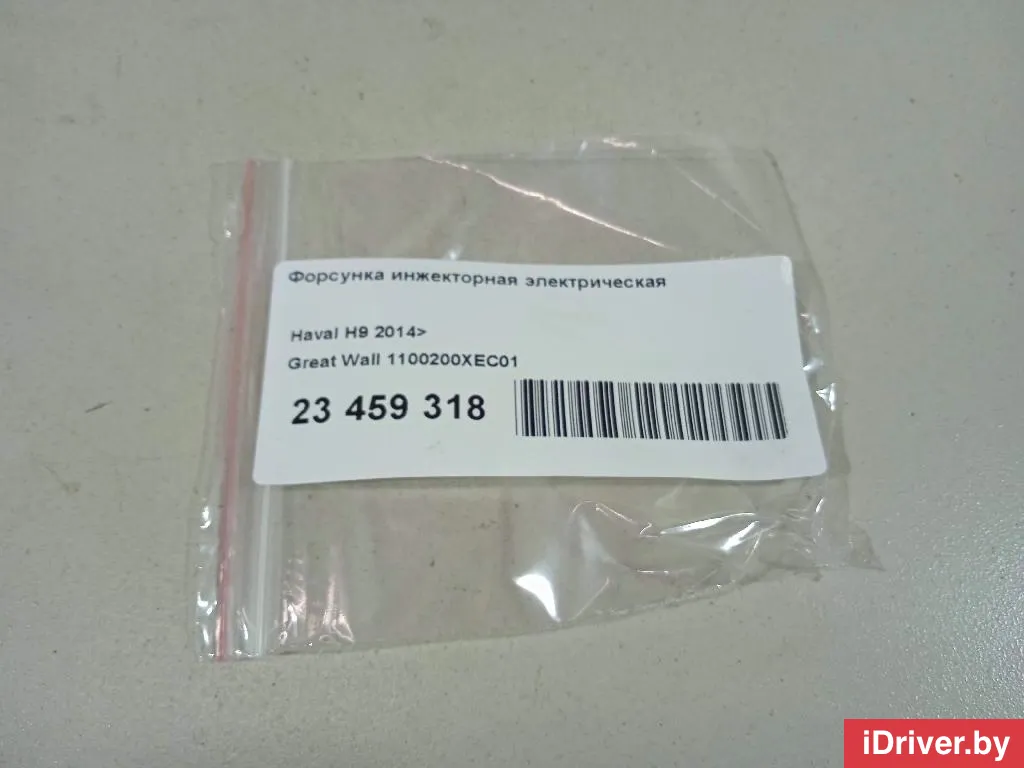 Форсунка инжекторная электрическая
Haval H9 2014>
Great Wall 1100200XEC01
23 459 318
iDriver.by